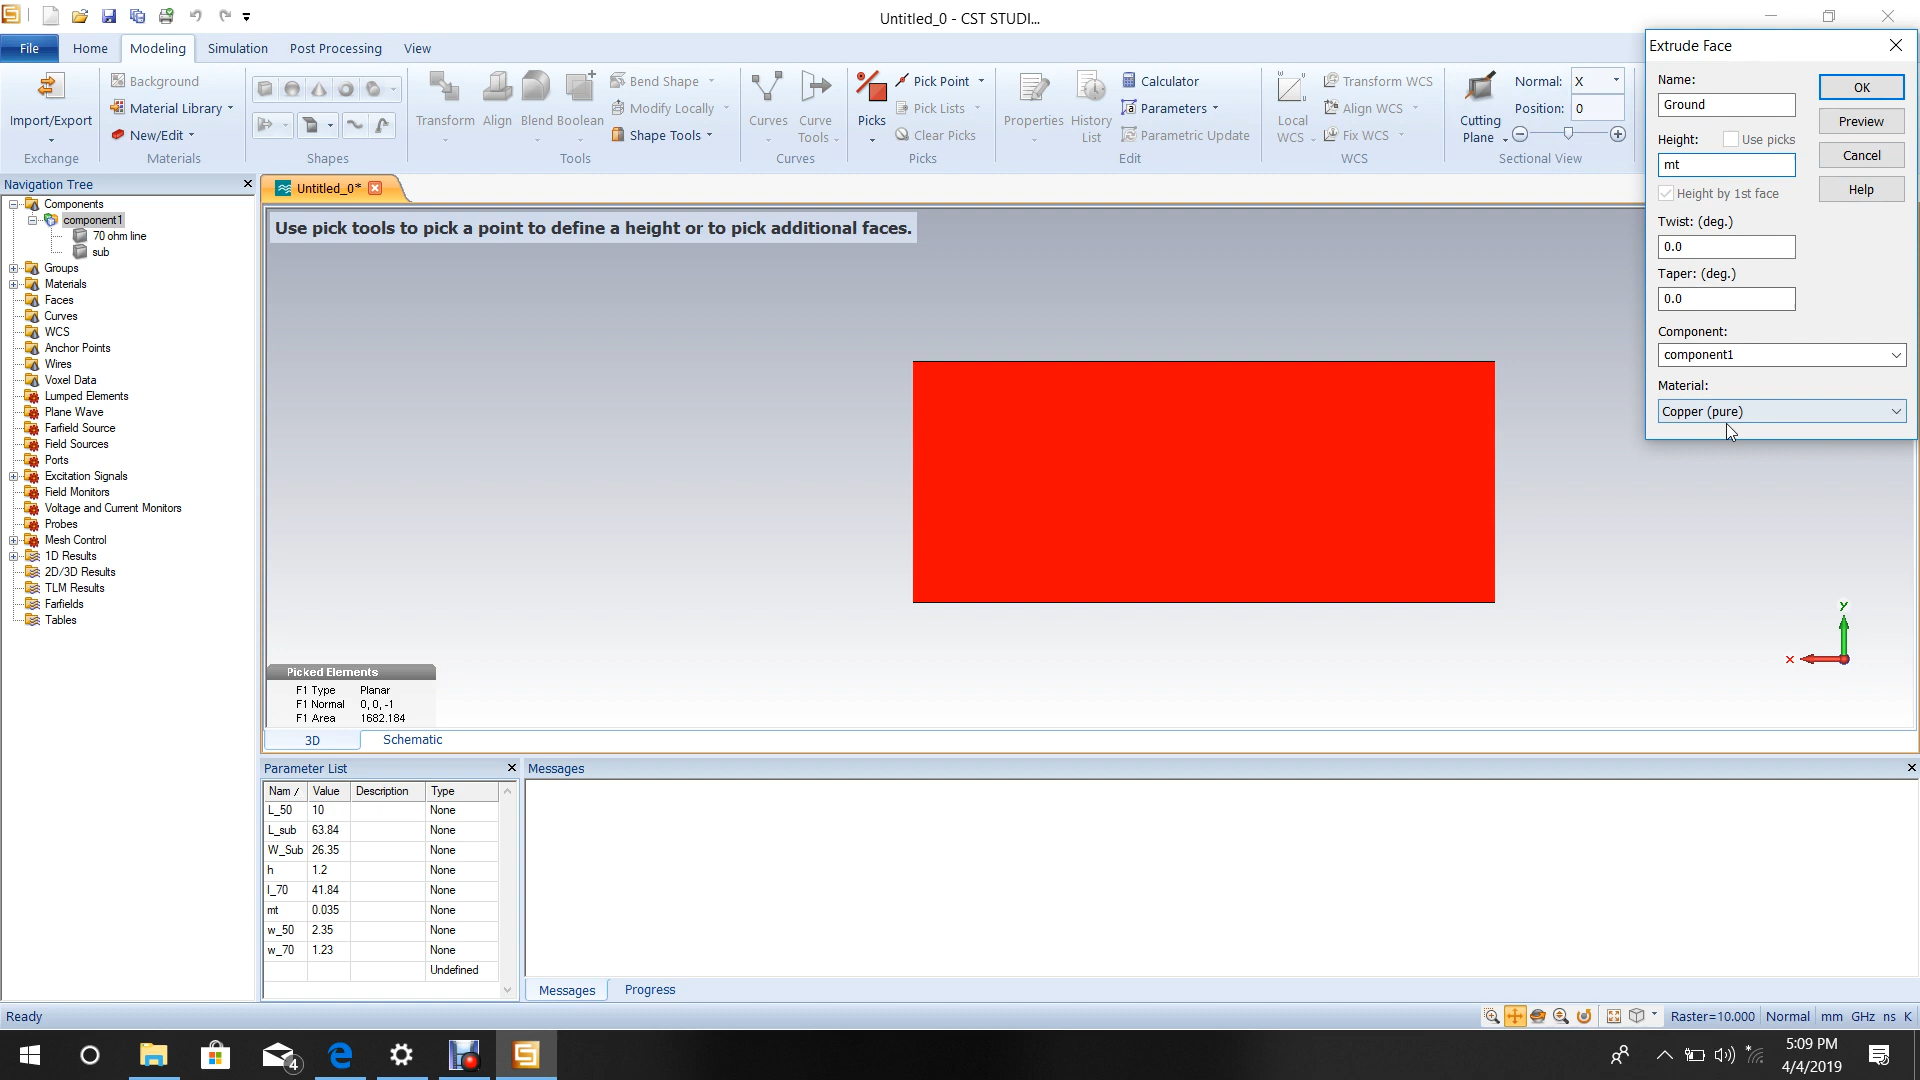 Untitled_0 - CST STUDI...
File Home Modeling Simulation Post Processing View
Import/Export
Exchange
Background
Material Library
New/Edit
Materials
Shapes
Transform Align Blend Boolean
Bend Shape
Modify Locally
Shape Tools
Tools
Curves Curve Tools
Curves
Picks
Pick Point
Pick Lists
Clear Picks
Picks
Properties History List
Calculator
Parameters
Parametric Update
Edit
Local WCS
Transform WCS
Align WCS
Fix WCS
WCS
Cutting Plane
Normal: X
Position: 0
Sectional View
Extrude Face
Name:
Ground
Height: Use picks
mt
Height by 1st face
Twist: (deg.)
0.0
Taper: (deg.)
0.0
Component:
component1
Material:
Copper (pure)
OK
Preview
Cancel
Help
Navigation Tree
Components
component1
70 ohm line
sub
Groups
Materials
Faces
Curves
WCS
Anchor Points
Wires
Voxel Data
Lumped Elements
Plane Wave
Farfield Source
Field Sources
Ports
Excitation Signals
Field Monitors
Voltage and Current Monitors
Probes
Mesh Control
1D Results
2D/3D Results
TLM Results
Farfields
Tables
Untitled_0*
Use pick tools to pick a point to define a height or to pick additional faces.
y
x
Picked Elements
F1 Type Planar
F1 Normal 0, 0, -1
F1 Area 1682.184
3D Schematic
Parameter List
Nam / Value Description Type
L_50 10 None
L_sub 63.84 None
W_Sub 26.35 None
h 1.2 None
l_70 41.84 None
mt 0.035 None
w_50 2.35 None
w_70 1.23 None
Undefined
Messages
Messages Progress
Ready
Raster=10.000 Normal mm GHz ns K
4
5:09 PM
4/4/2019